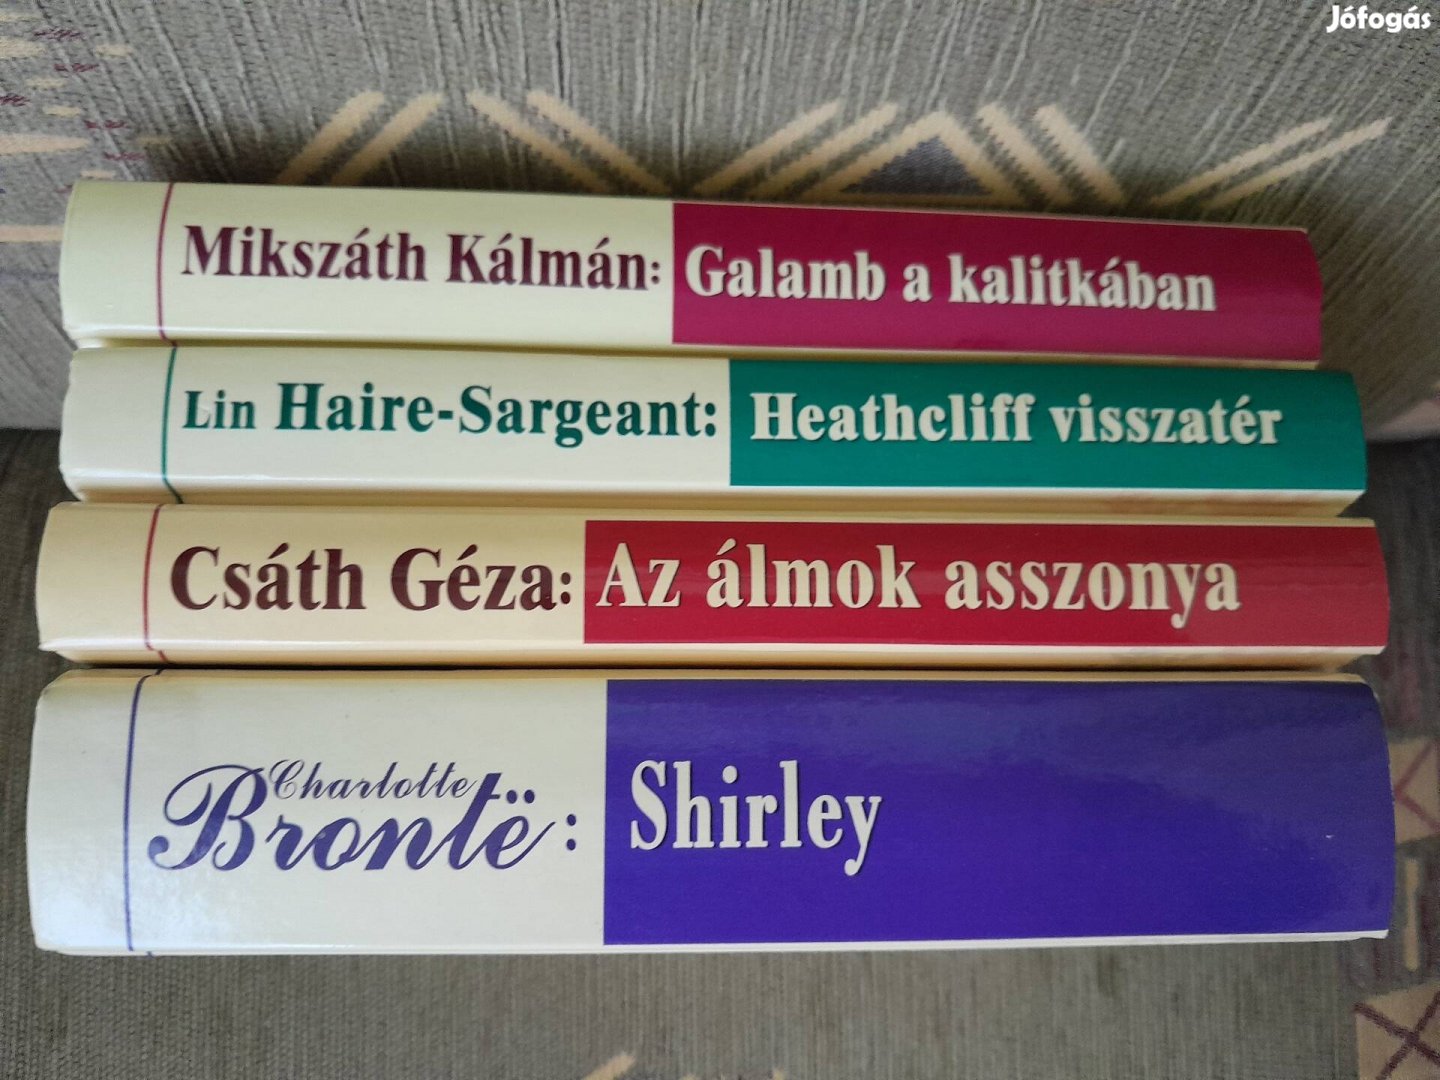 Jófogás
Mikszáth Kálmán: Galamb a kalitkában
Lin Haire-Sargeant: Heathcliff visszatér
Csáth Géza: Az álmok asszonya
Charlotte Brontë: Shirley